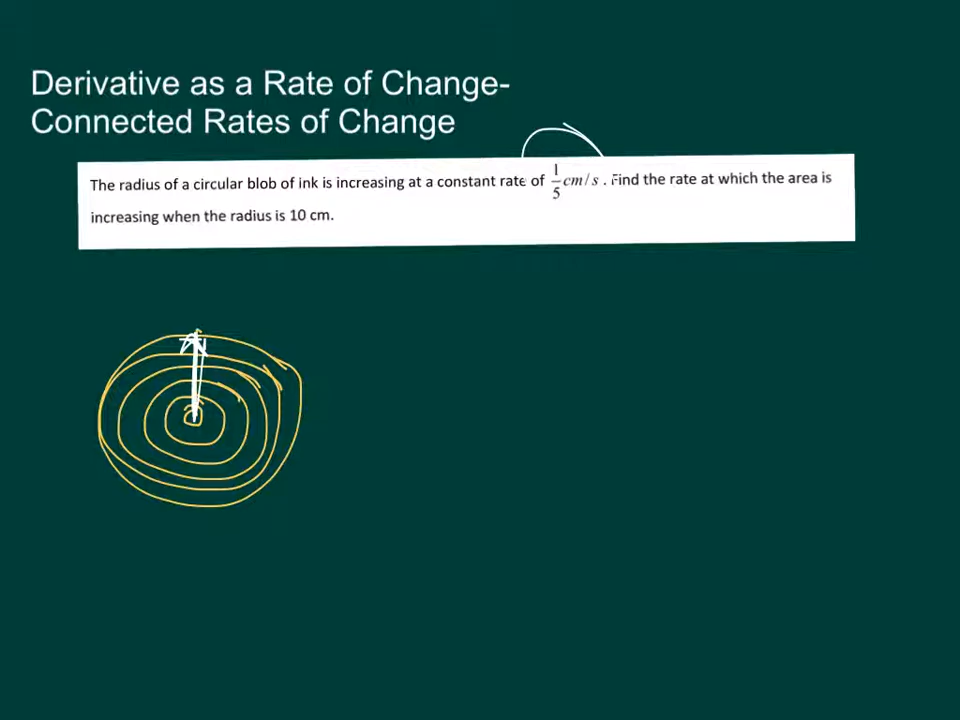 Derivative as a Rate of Change-
Connected Rates of Change
The radius of a circular blob of ink is increasing at a constant rate of 1/5 cm/s . Find the rate at which the area is
increasing when the radius is 10 cm.